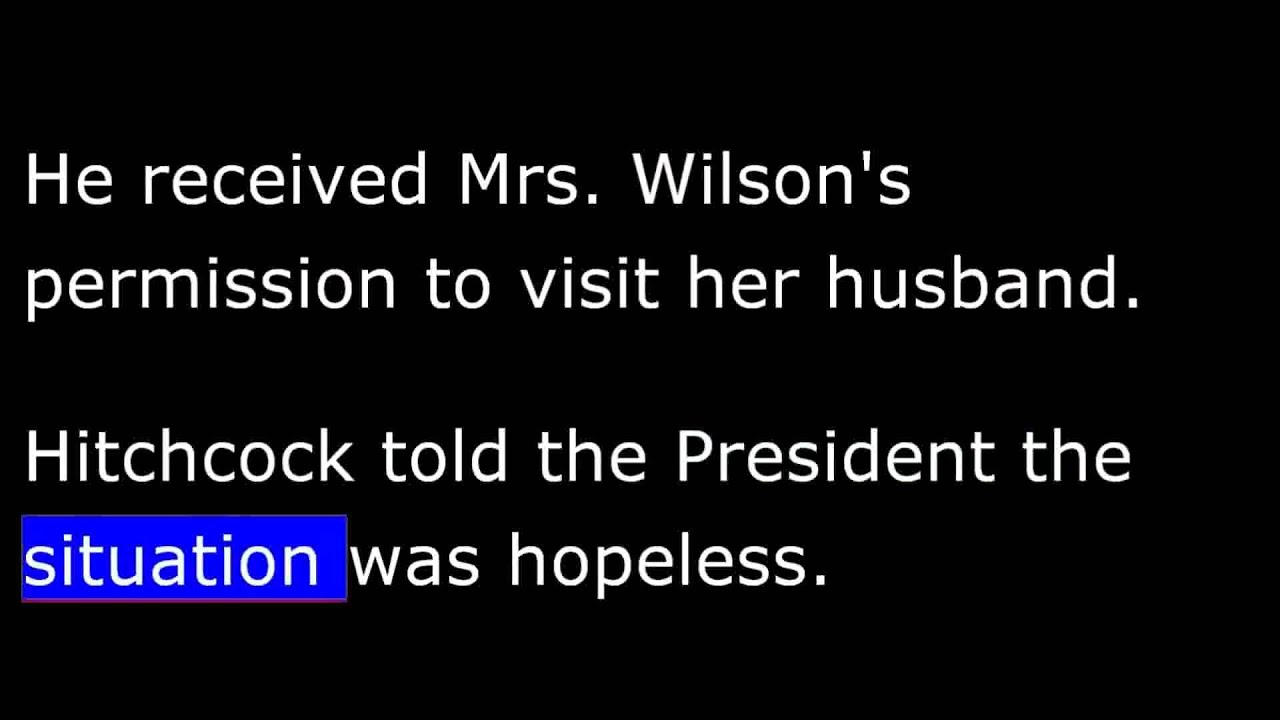 He received Mrs. Wilson's
permission to visit her husband.
Hitchcock told the President the
situation was hopeless.